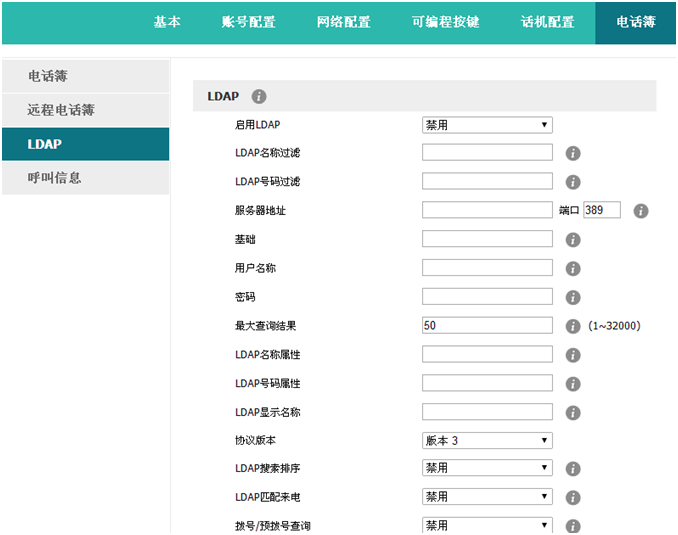 基本 账号配置 网络配置 可编程按键 话机配置 电话簿
电话簿
远程电话簿
LDAP
呼叫信息
LDAP
启用LDAP 禁用
LDAP名称过滤
LDAP号码过滤
服务器地址 端口 389
基础
用户名称
密码
最大查询结果 50 (1~32000)
LDAP名称属性
LDAP号码属性
LDAP显示名称
协议版本 版本 3
LDAP搜索排序 禁用
LDAP匹配来电 禁用
拨号/预拨号查询 禁用